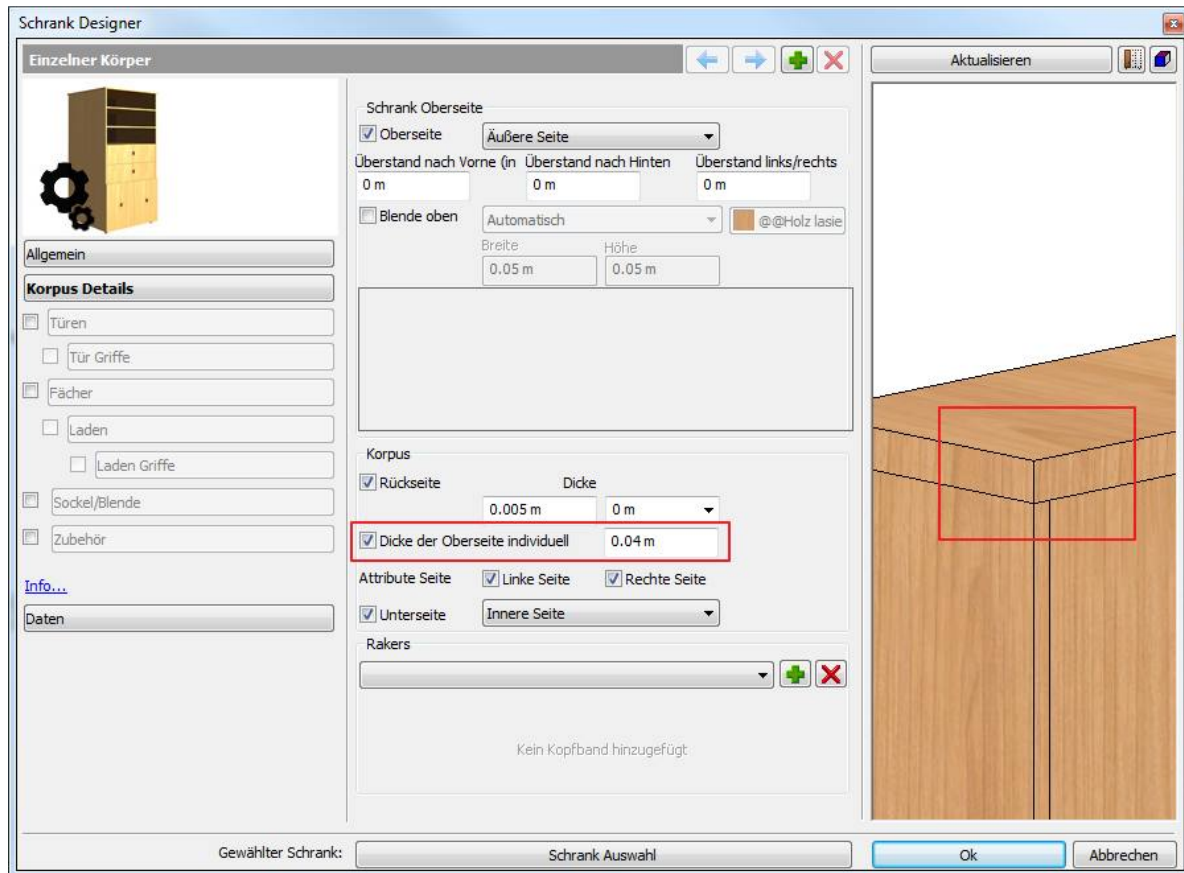 Schrank Designer
Einzelner Körper
Aktualisieren
Schrank Oberseite
Oberseite Äußere Seite
Überstand nach Vorne (in Überstand nach Hinten Überstand links/rechts
0 m 0 m 0 m
Blende oben Automatisch @@Holz lasie
Breite Höhe
0.05 m 0.05 m
Allgemein
Korpus Details
Türen
Tür Griffe
Fächer
Laden
Laden Griffe
Sockel/Blende
Zubehör
Info...
Daten
Korpus
Rückseite Dicke
0.005 m 0 m
Dicke der Oberseite individuell 0.04 m
Attribute Seite Linke Seite Rechte Seite
Unterseite Innere Seite
Rakers
Kein Kopfband hinzugefügt
Gewählter Schrank: Schrank Auswahl Ok Abbrechen